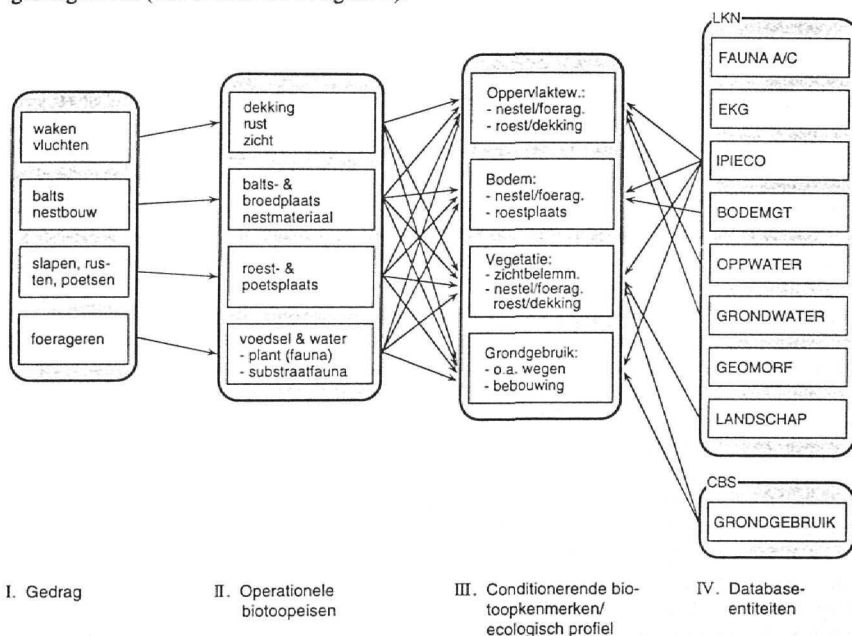 waken
vluchten
balts
nestbouw
slapen, rus-
ten, poetsen
foerageren
dekking
rust
zicht
balts- &
broedplaats
nestmateriaal
roest- &
poetsplaats
voedsel & water
- plant (fauna)
- substraatfauna
Oppervlaktew.:
- nestel/foerag.
- roest/dekking
Bodem:
- nestel/foerag.
- roestplaats
Vegetatie:
- zichtbelemm.
- nestel/foerag.
roest/dekking
Grondgebruik:
- o.a. wegen
- bebouwing
LKN
FAUNA A/C
EKG
IPIECO
BODEMGT
OPPWATER
GRONDWATER
GEOMORF
LANDSCHAP
CBS
GRONDGEBRUIK
I. Gedrag
II. Operationele
biotoopeisen
III. Conditionerende bio-
toopkenmerken/
ecologisch profiel
IV. Database-
entiteiten